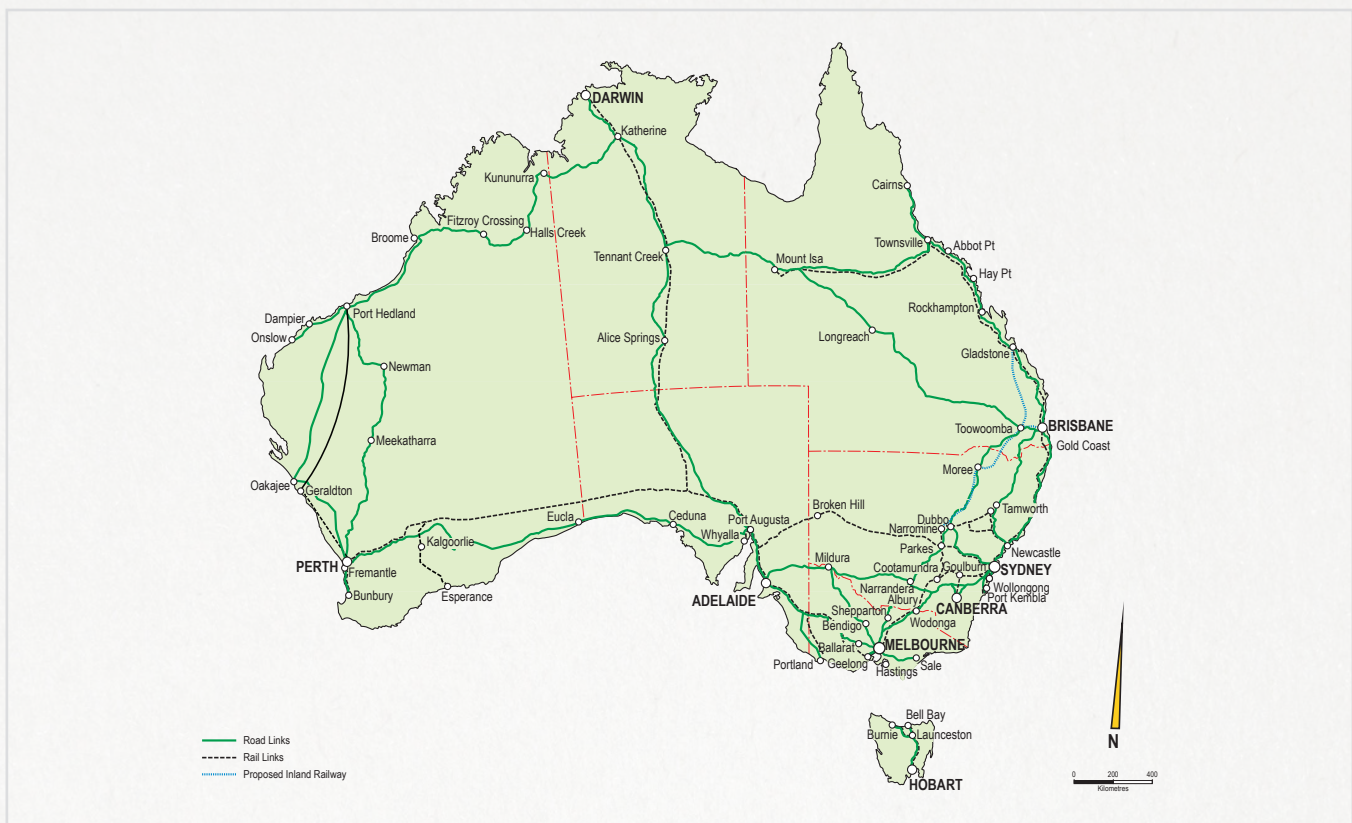 DARWIN
Katherine
Kununurra
Cairns
Fitzroy Crossing
Halls Creek
Broome
Townsville
Abbot Pt
Tennant Creek
Mount Isa
Hay Pt
Rockhampton
Port Hedland
Dampier
Onslow
Longreach
Alice Springs
Gladstone
Newman
Toowoomba
BRISBANE
Gold Coast
Meekatharra
Moree
Oakajee
Geraldton
Broken Hill
Tamworth
Eucla
Ceduna
Port Augusta
Dubbo
Narromine
Whyalla
Kalgoorlie
Parkes
Newcastle
PERTH
Fremantle
Mildura
Cootamundra
Goulburn
SYDNEY
Bunbury
Esperance
Narrandera
Wollongong
Port Kembla
ADELAIDE
Albury
CANBERRA
Shepparton
Wodonga
Bendigo
Ballarat
MELBOURNE
Portland
Geelong
Sale
Hastings
Bell Bay
Burnie
Launceston
HOBART
Road Links
Rail Links
Proposed Inland Railway
N
0 200 400
Kilometres